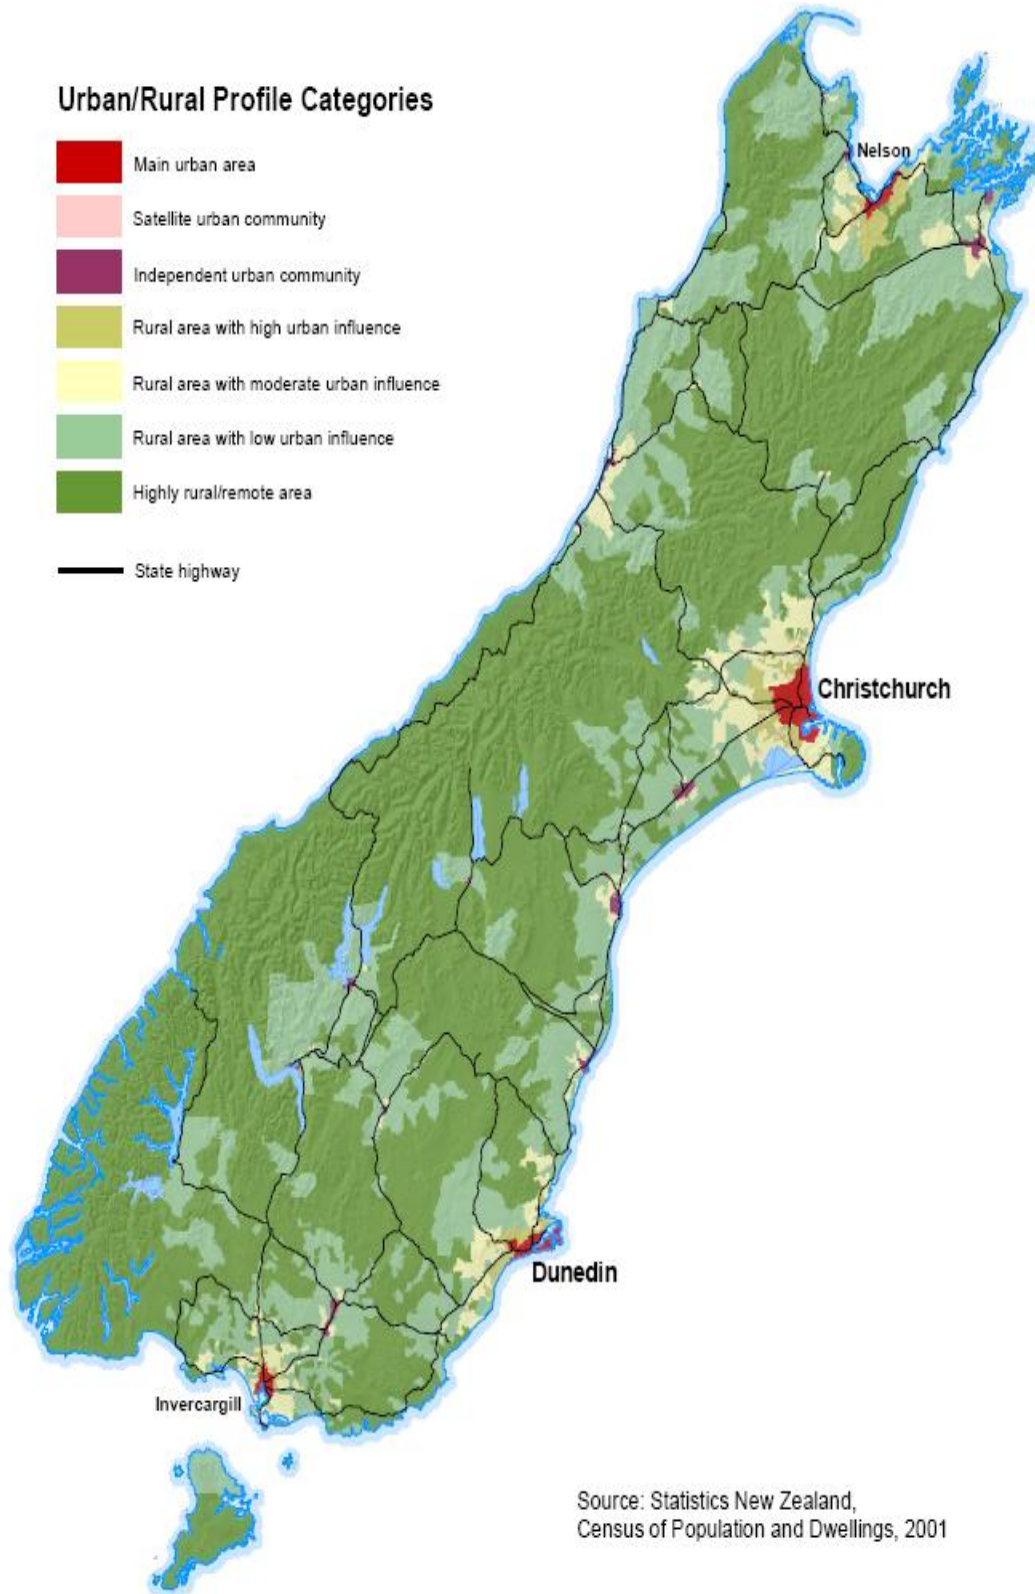 Urban/Rural Profile Categories
Main urban area
Satellite urban community
Independent urban community
Rural area with high urban influence
Rural area with moderate urban influence
Rural area with low urban influence
Highly rural/remote area
State highway
Nelson
Christchurch
Dunedin
Invercargill
Source: Statistics New Zealand,
Census of Population and Dwellings, 2001